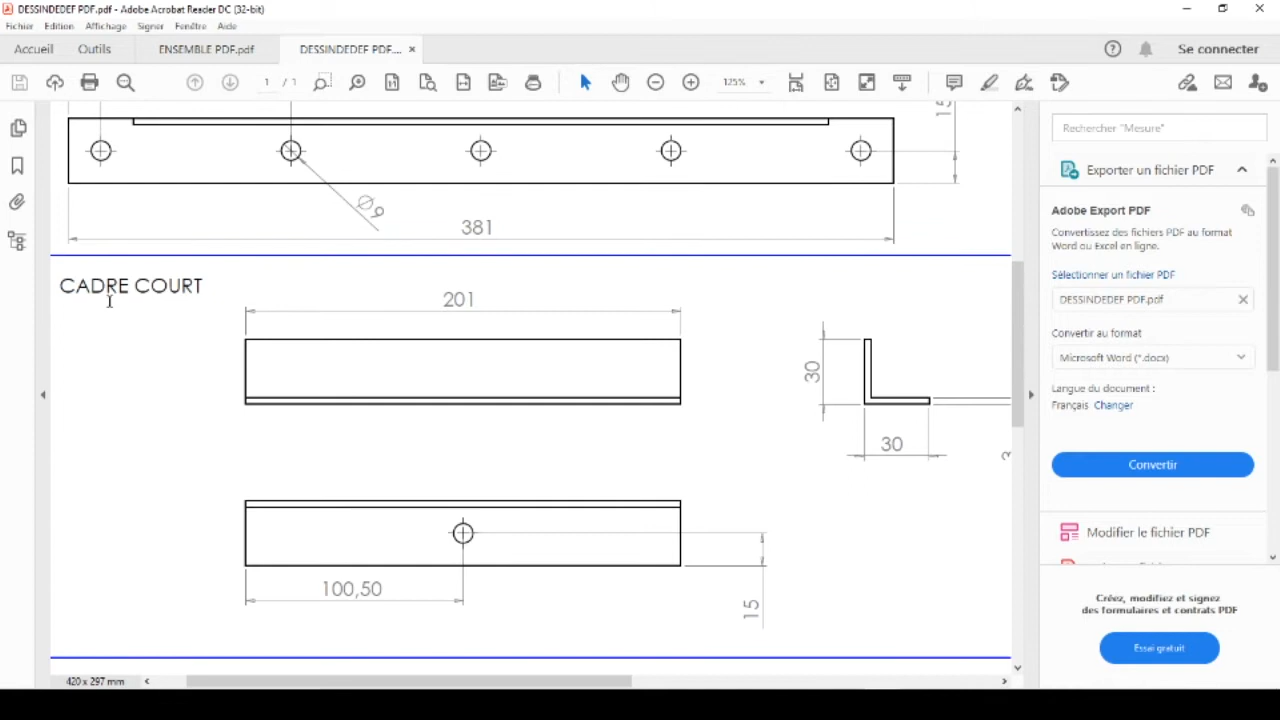 DESSINDEDEF PDF.pdf - Adobe Acrobat Reader DC (32-bit)
Fichier Edition Affichage Signer Fenêtre Aide
Accueil Outils ENSEMBLE PDF.pdf DESSINDEDEF PDF.... × Se connecter
1 / 1 125%
Rechercher "Mesure"
Exporter un fichier PDF
Adobe Export PDF
Convertissez des fichiers PDF au format
Word ou Excel en ligne.
Sélectionner un fichier PDF
DESSINDEDEF PDF.pdf
Convertir au format
Microsoft Word (*.docx)
Langue du document :
Français Changer
Convertir
Modifier le fichier PDF
Créez, modifiez et signez
des formulaires et contrats PDF
Essai gratuit
15
Ø9
381
CADRE COURT
201
30
30
100,50
15
420 x 297 mm